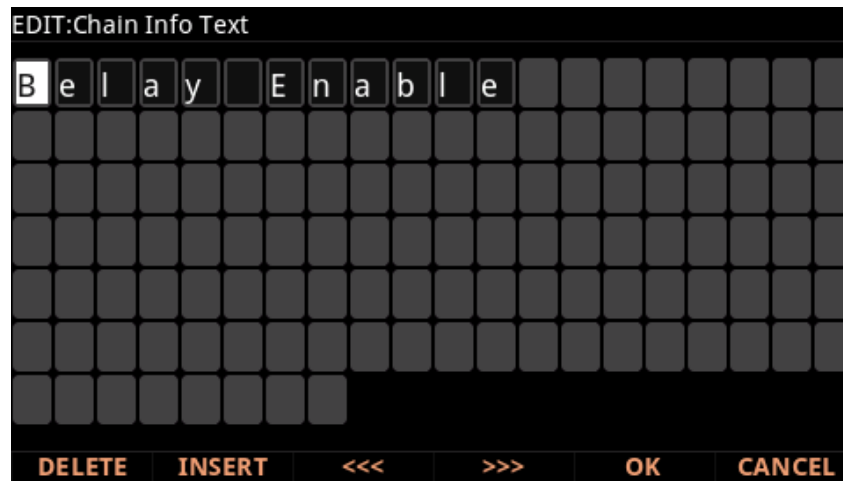 EDIT:Chain Info Text
Belay Enable
DELETE INSERT <<< >>> OK CANCEL